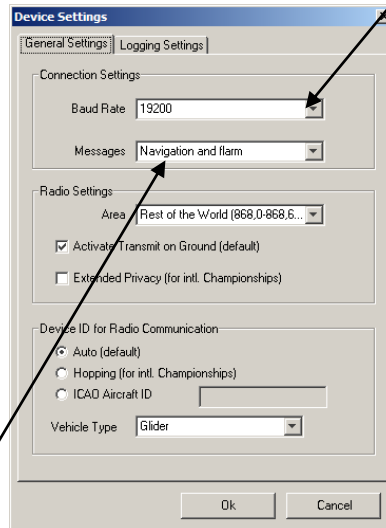 Device Settings
General Settings Logging Settings
Connection Settings
Baud Rate 19200
Messages Navigation and flarm
Radio Settings
Area Rest of the World (868,0-868,6...
Activate Transmit on Ground (default)
Extended Privacy (for intl. Championships)
Device ID for Radio Communication
Auto (default)
Hopping (for intl. Championships)
ICAO Aircraft ID
Vehicle Type Glider
Ok Cancel